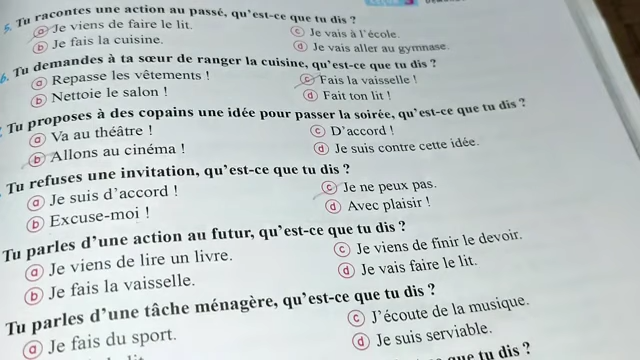 5. Tu racontes une action au passé, qu'est-ce que tu dis ?
a Je viens de faire le lit.
c Je vais à l'école.
b Je fais la cuisine.
d Je vais aller au gymnase.
6. Tu demandes à ta sœur de ranger la cuisine, qu'est-ce que tu dis ?
a Repasse les vêtements !
c Fais la vaisselle !
b Nettoie le salon !
d Fait ton lit !
Tu proposes à des copains une idée pour passer la soirée, qu'est-ce que tu dis ?
a Va au théâtre !
c D'accord !
b Allons au cinéma !
d Je suis contre cette idée.
Tu refuses une invitation, qu'est-ce que tu dis ?
a Je suis d'accord !
c Je ne peux pas.
b Excuse-moi !
d Avec plaisir !
Tu parles d'une action au futur, qu'est-ce que tu dis ?
a Je viens de lire un livre.
c Je viens de finir le devoir.
b Je fais la vaisselle.
d Je vais faire le lit.
Tu parles d'une tâche ménagère, qu'est-ce que tu dis ?
a Je fais du sport.
c J'écoute de la musique.
d Je suis serviable.
que tu dis ?